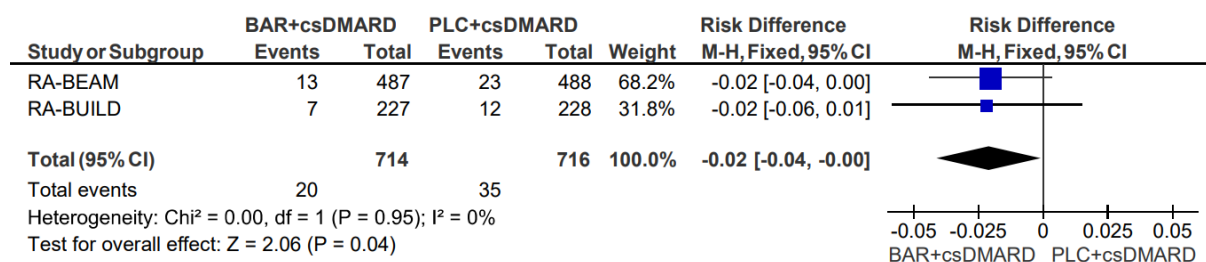 BAR+csDMARD PLC+csDMARD Risk Difference Risk Difference
Study or Subgroup Events Total Events Total Weight M-H, Fixed, 95% CI M-H, Fixed, 95% CI
RA-BEAM 13 487 23 488 68.2% -0.02 [-0.04, 0.00]
RA-BUILD 7 227 12 228 31.8% -0.02 [-0.06, 0.01]
Total (95% CI) 714 716 100.0% -0.02 [-0.04, -0.00]
Total events 20 35
Heterogeneity: Chi² = 0.00, df = 1 (P = 0.95); I² = 0%
Test for overall effect: Z = 2.06 (P = 0.04)
-0.05 -0.025 0 0.025 0.05
BAR+csDMARD PLC+csDMARD